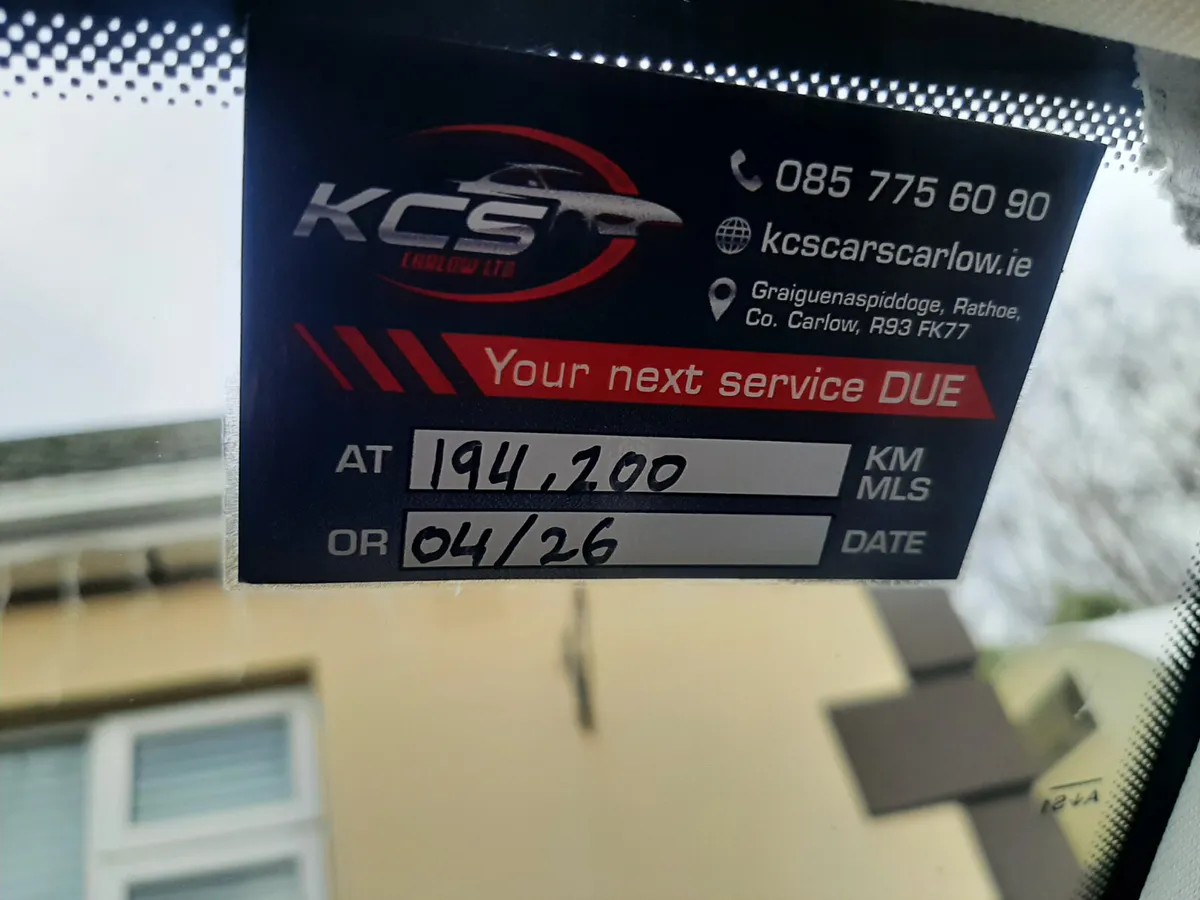 KCS
CARLOW LTD
085 775 60 90
kcscarscarlow.ie
Graiguenaspiddoge, Rathoe,
Co. Carlow, R93 FK77
Your next service DUE
AT 194,200 KM
MLS
OR 04/26 DATE